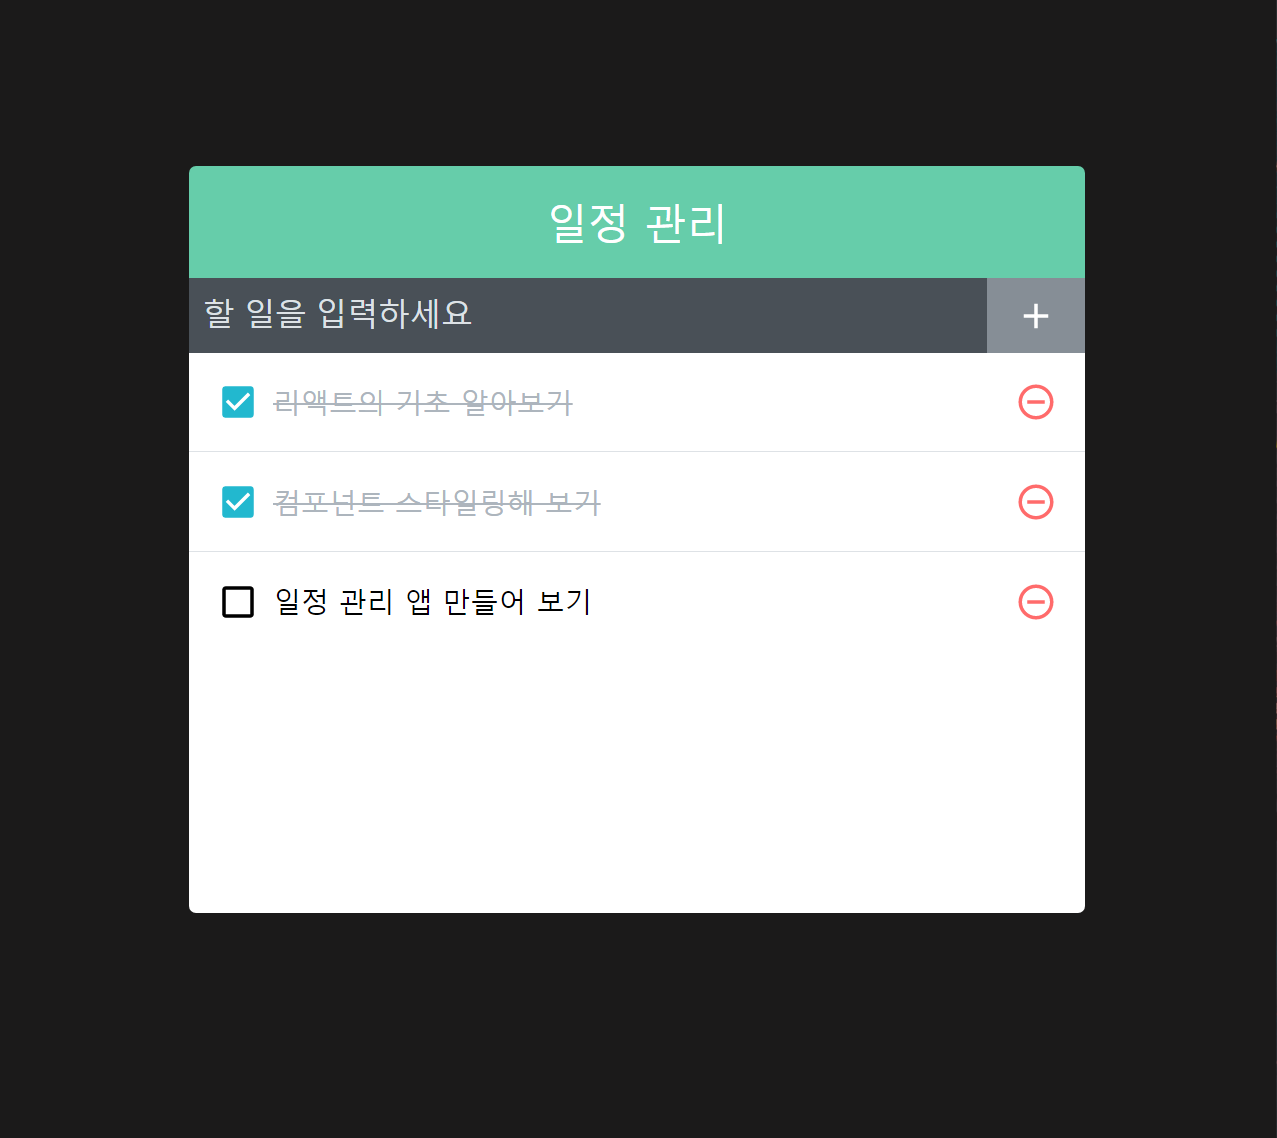 일정 관리
할 일을 입력하세요
리액트의 기초 알아보기
컴포넌트 스타일링해 보기
일정 관리 앱 만들어 보기